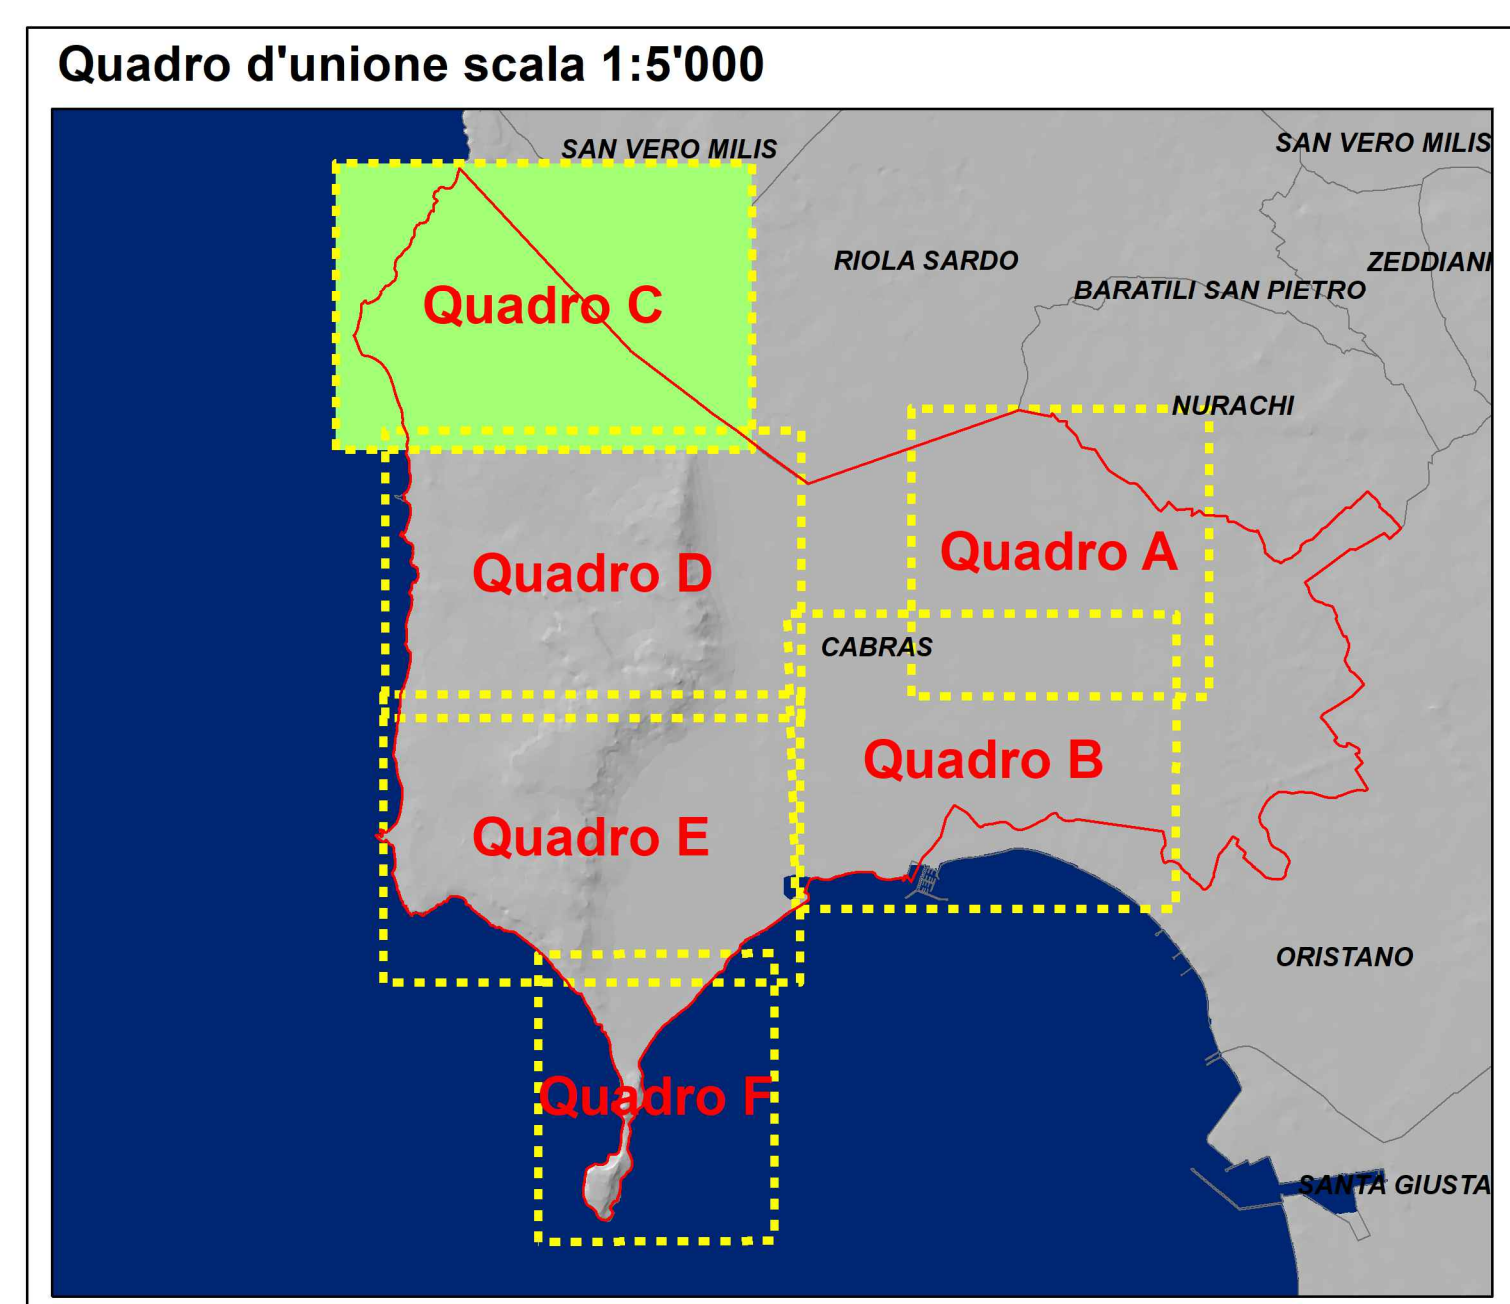 Quadro d'unione scala 1:5'000
SAN VERO MILIS
SAN VERO MILIS
RIOLA SARDO
ZEDDIANI
BARATILI SAN PIETRO
Quadro C
NURACHI
Quadro A
Quadro D
CABRAS
Quadro B
Quadro E
ORISTANO
Quadro F
SANTA GIUSTA